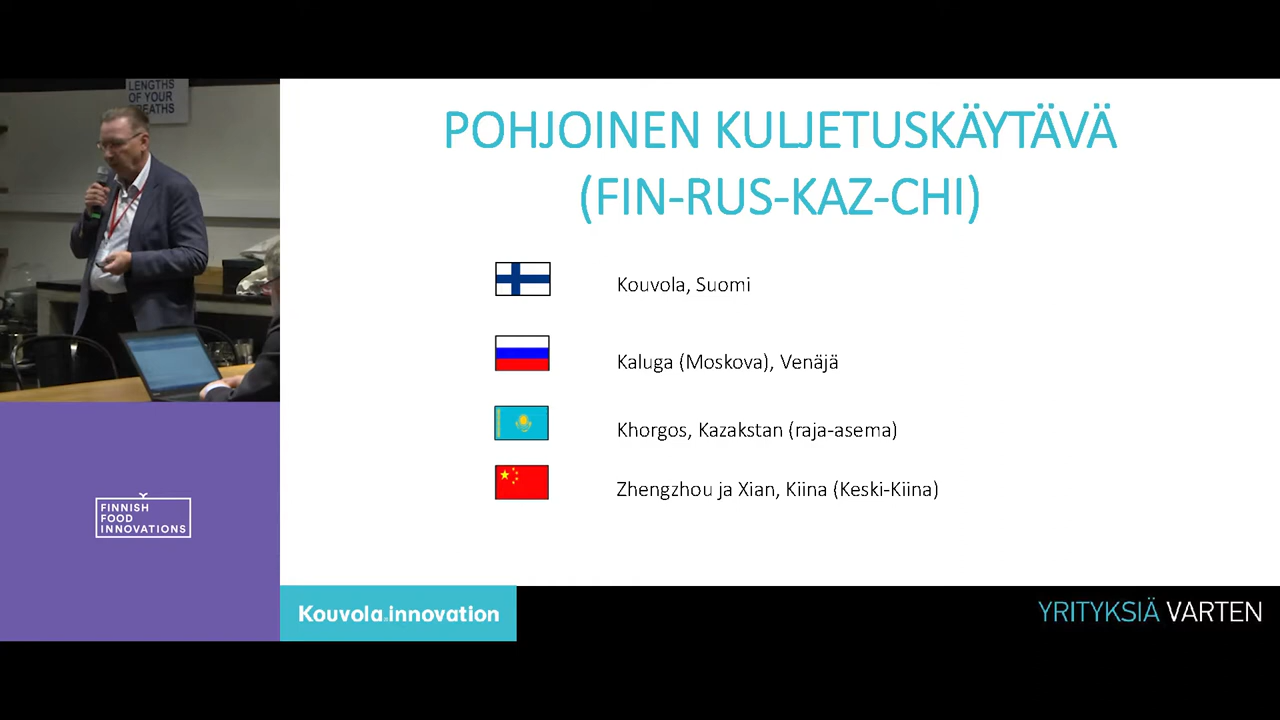 LENGTHS
OF YOUR
POHJOINEN KULJETUSKÄYTÄVÄ
(FIN-RUS-KAZ-CHI)
Kouvola, Suomi
Kaluga (Moskova), Venäjä
Khorgos, Kazakstan (raja-asema)
Zhengzhou ja Xian, Kiina (Keski-Kiina)
FINNISH
FOOD
INNOVATIONS
Kouvola.innovation
YRITYKSIÄ VARTEN